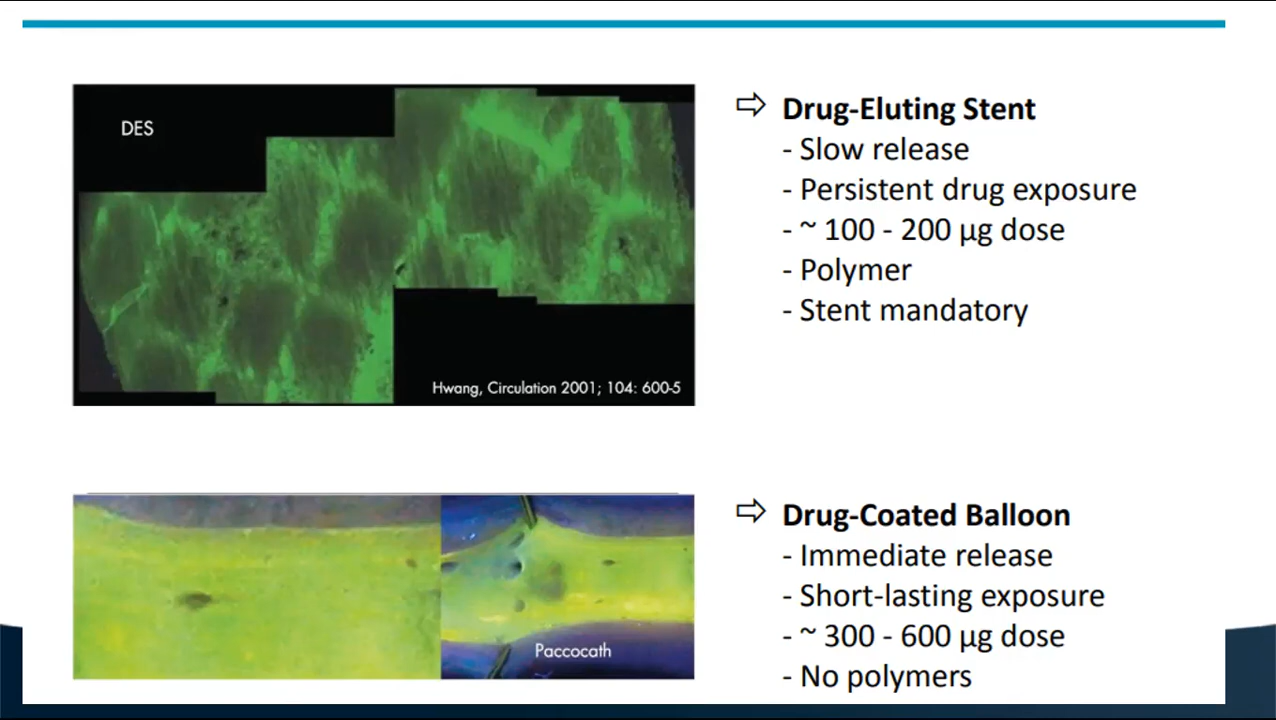 DES
Hwang, Circulation 2001; 104: 600-5
⇨ Drug-Eluting Stent
- Slow release
- Persistent drug exposure
- ~ 100 - 200 µg dose
- Polymer
- Stent mandatory
Paccocath
⇨ Drug-Coated Balloon
- Immediate release
- Short-lasting exposure
- ~ 300 - 600 µg dose
- No polymers